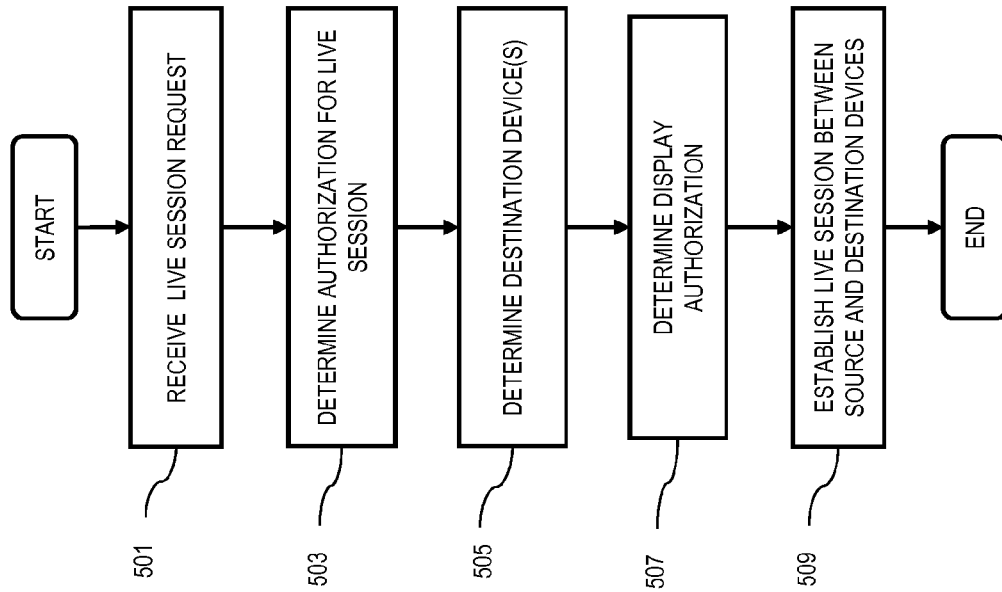 START
501
RECEIVE LIVE SESSION REQUEST
503
DETERMINE AUTHORIZATION FOR LIVE
SESSION
505
DETERMINE DESTINATION DEVICE(S)
507
DETERMINE DISPLAY
AUTHORIZATION
509
ESTABLISH LIVE SESSION BETWEEN
SOURCE AND DESTINATION DEVICES
END